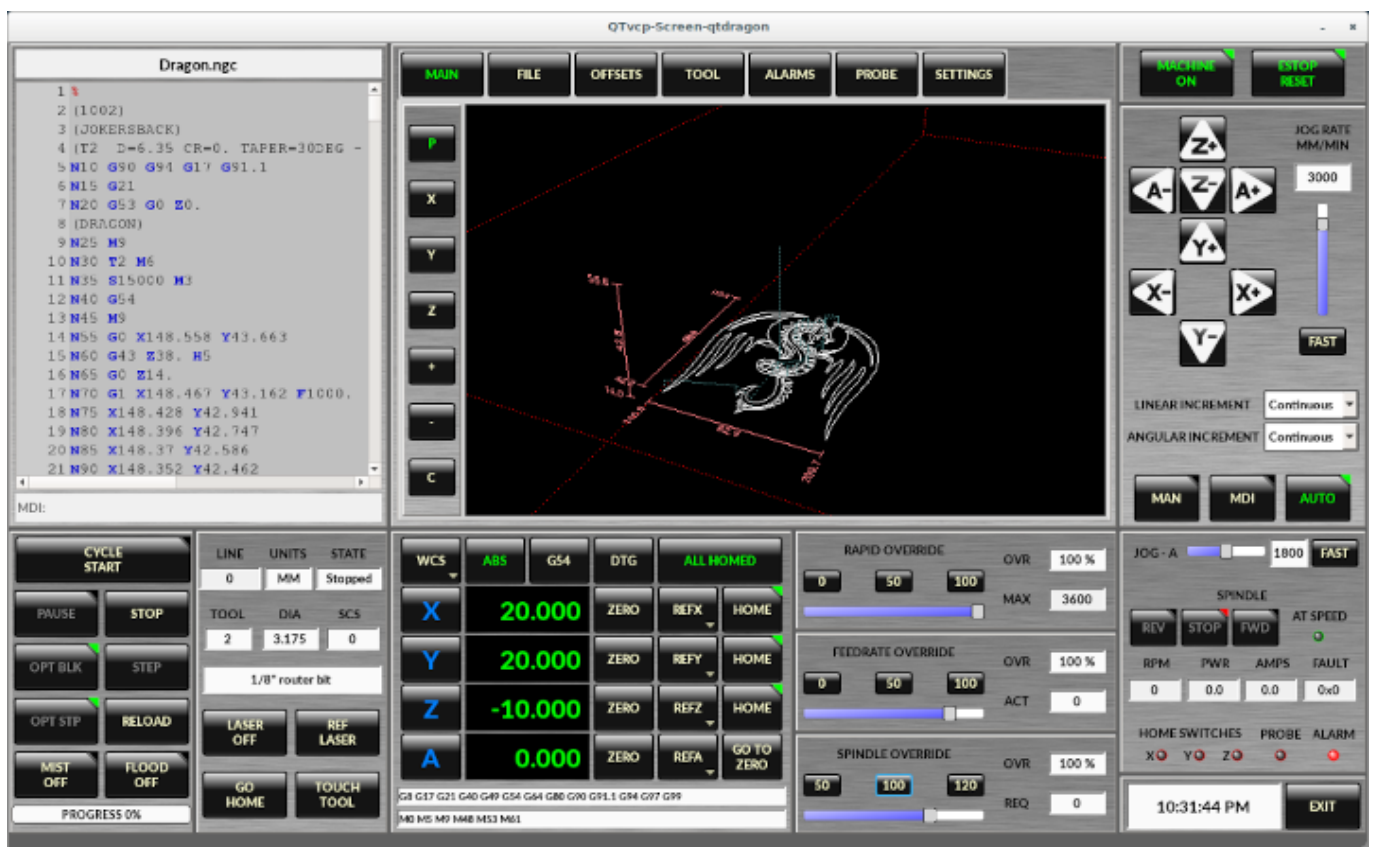 QTvcp-Screen-qtdragon
Dragon.ngc
1 %
2 (1002)
3 (JOKERSBACK)
4 (T2 D=6.35 CR=0. TAPER=30DEG -
5 N10 G90 G94 G17 G91.1
6 N15 G21
7 N20 G53 G0 Z0.
8 (DRAGON)
9 N25 M9
10 N30 T2 M6
11 N35 S15000 M3
12 N40 G54
13 N45 M9
14 N55 G0 X148.558 Y43.663
15 N60 G43 Z38. H5
16 N65 G0 Z14.
17 N70 G1 X148.467 Y43.162 F1000.
18 N75 X148.428 Y42.941
19 N80 X148.396 Y42.747
20 N85 X148.37 Y42.586
21 N90 X148.352 Y42.462
MDI:
MAIN FILE OFFSETS TOOL ALARMS PROBE SETTINGS
P
X
Y
Z
+
-
C
MACHINE
ON
ESTOP
RESET
JOG RATE
MM/MIN
3000
Z+
A- Z- A+
Y+
X- X+
Y-
FAST
LINEAR INCREMENT Continuous
ANGULAR INCREMENT Continuous
MAN MDI AUTO
CYCLE
START
PAUSE STOP
OPT BLK STEP
OPT STP RELOAD
MIST
OFF
FLOOD
OFF
PROGRESS 0%
LINE UNITS STATE
0 MM Stopped
TOOL DIA SCS
2 3.175 0
1/8" router bit
LASER
OFF
REF
LASER
GO
HOME
TOUCH
TOOL
WCS ABS G54 DTG ALL HOMED
X 20.000 ZERO REFX HOME
Y 20.000 ZERO REFY HOME
Z -10.000 ZERO REFZ HOME
A 0.000 ZERO REFA GO TO
ZERO
G8 G17 G21 G40 G49 G54 G64 G80 G90 G91.1 G94 G97 G99
M0 M5 M9 M48 M53 M61
RAPID OVERRIDE
OVR 100 %
0 50 100
MAX 3600
FEEDRATE OVERRIDE
OVR 100 %
0 50 100
ACT 0
SPINDLE OVERRIDE
OVR 100 %
50 100 120
REQ 0
JOG - A 1800 FAST
SPINDLE
REV STOP FWD AT SPEED
RPM PWR AMPS FAULT
0 0.0 0.0 0x0
HOME SWITCHES PROBE ALARM
X Y Z
10:31:44 PM EXIT